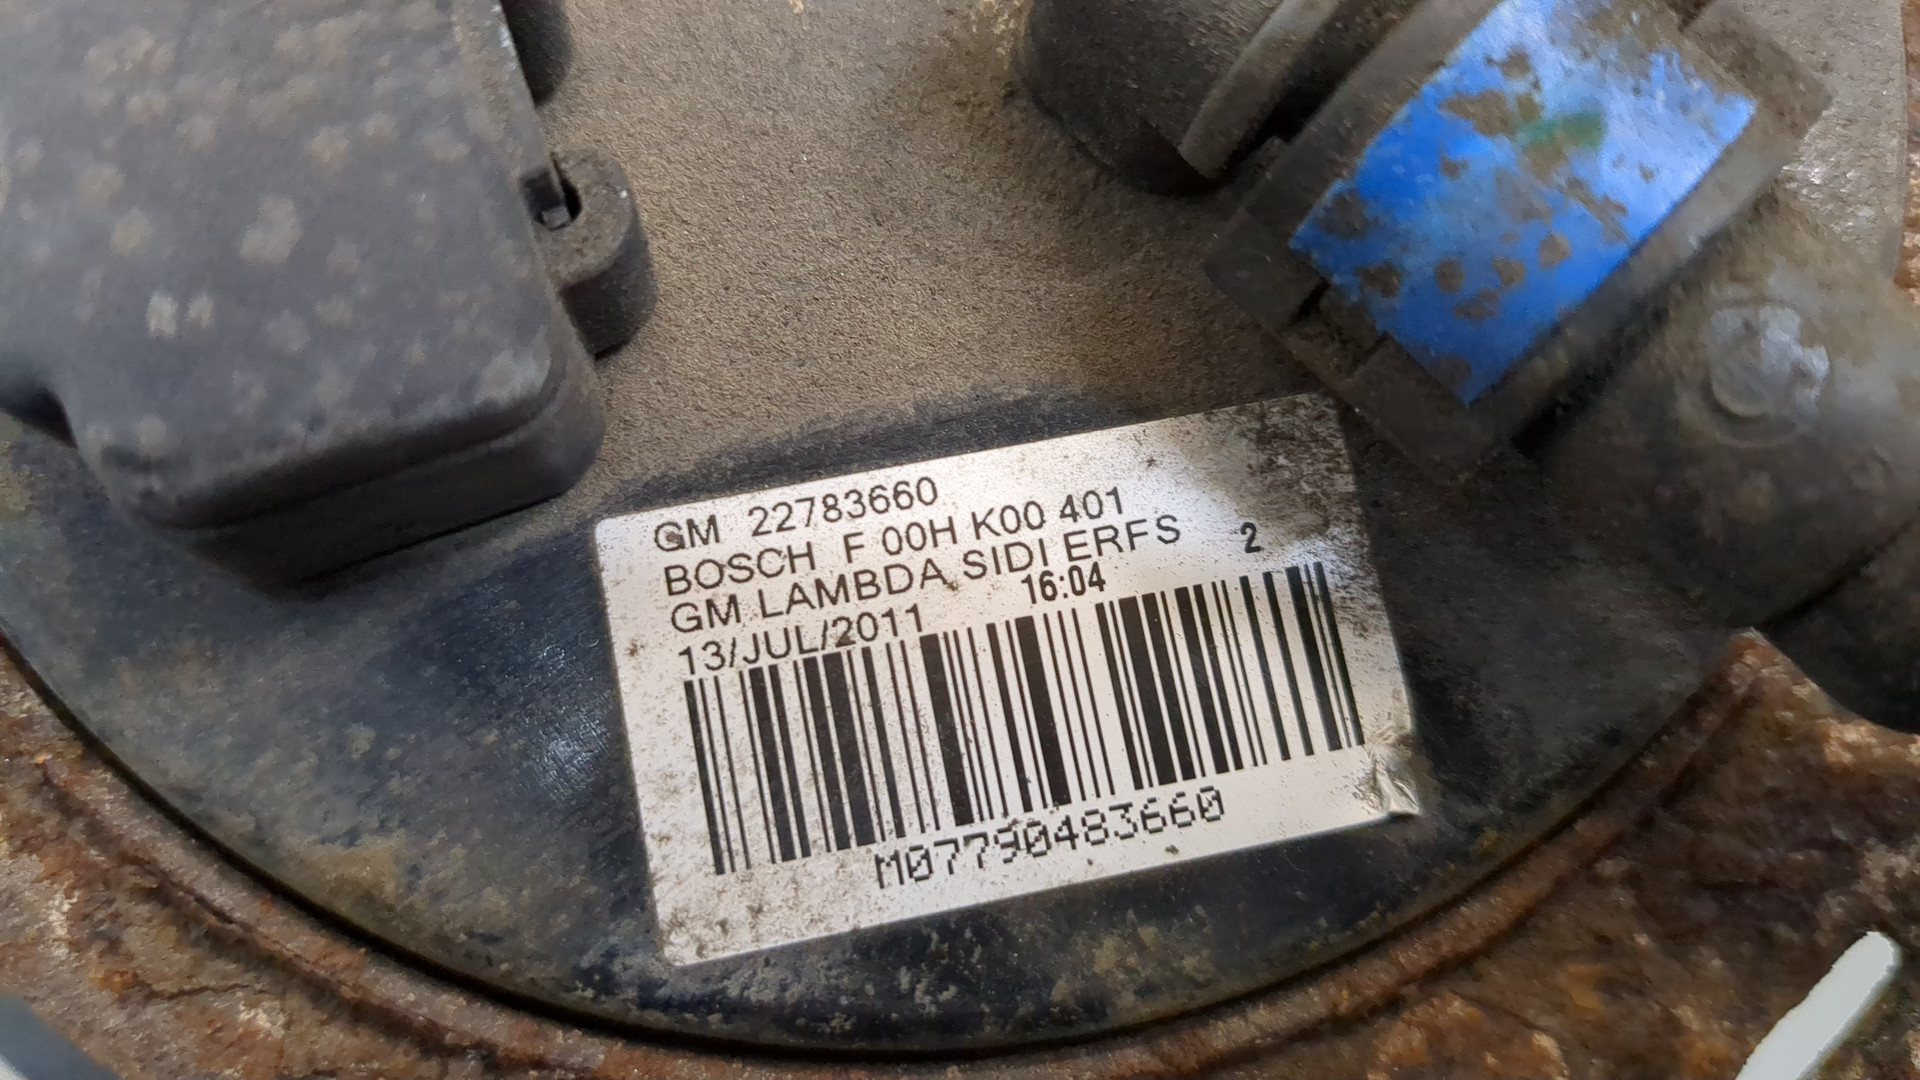 GM 22783660
BOSCH F 00H K00 401
GM LAMBDA SIDI ERFS 2
13/JUL/2011 16:04
M07790483660